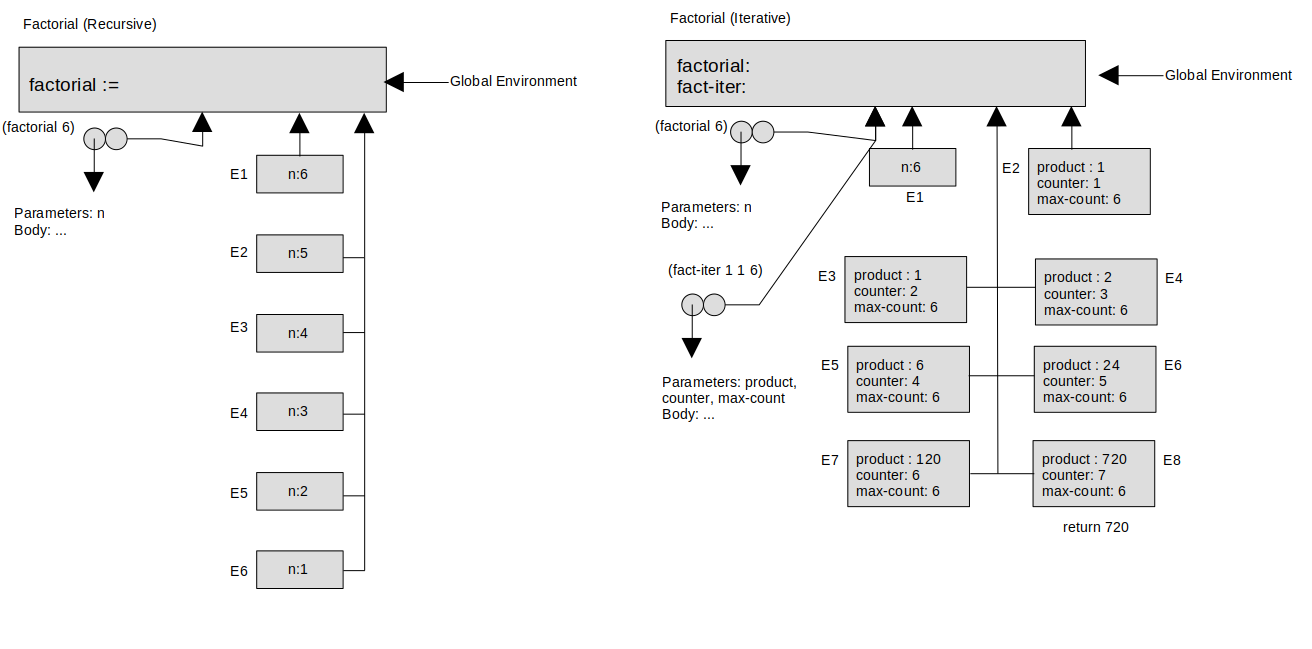 Factorial (Recursive)
factorial :=
Global Environment
(factorial 6)
Parameters: n
Body: ...
E1
n:6
E2
n:5
E3
n:4
E4
n:3
E5
n:2
E6
n:1
Factorial (Iterative)
factorial:
fact-iter:
Global Environment
(factorial 6)
Parameters: n
Body: ...
n:6
E1
E2
product : 1
counter: 1
max-count: 6
(fact-iter 1 1 6)
Parameters: product,
counter, max-count
Body: ...
E3
product : 1
counter: 2
max-count: 6
E4
product : 2
counter: 3
max-count: 6
E5
product : 6
counter: 4
max-count: 6
E6
product : 24
counter: 5
max-count: 6
E7
product : 120
counter: 6
max-count: 6
E8
product : 720
counter: 7
max-count: 6
return 720